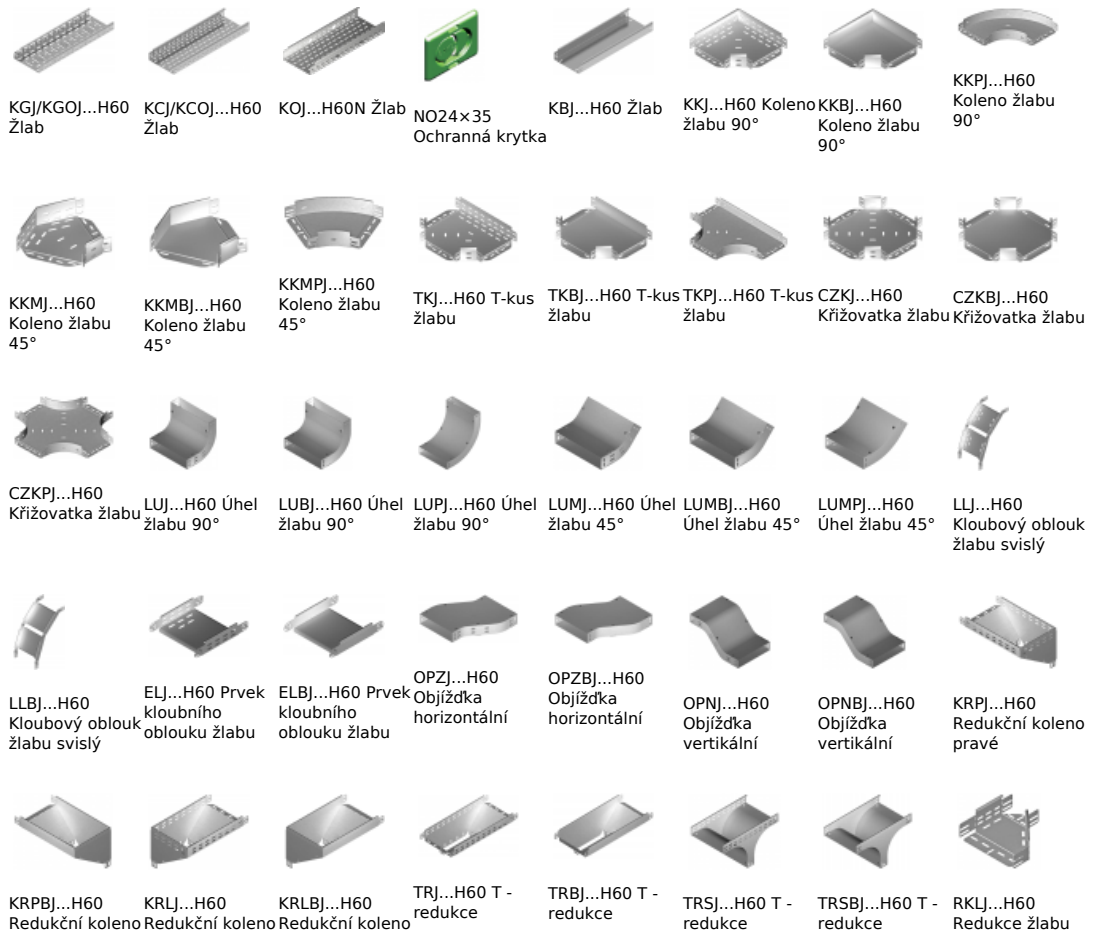 KGJ/KGOJ...H60
Žlab
KCJ/KCOJ...H60
Žlab
KOJ...H60N Žlab
NO24×35
Ochranná krytka
KBJ...H60 Žlab
KKJ...H60 Koleno
žlabu 90°
KKBJ...H60
Koleno žlabu
90°
KKPJ...H60
Koleno žlabu
90°
KKMJ...H60
Koleno žlabu
45°
KKMBJ...H60
Koleno žlabu
45°
KKMPJ...H60
Koleno žlabu
45°
TKJ...H60 T-kus
žlabu
TKBJ...H60 T-kus
žlabu
TKPJ...H60 T-kus
žlabu
CZKJ...H60
Křižovatka žlabu
CZKBJ...H60
Křižovatka žlabu
CZKPJ...H60
Křižovatka žlabu
LUJ...H60 Úhel
žlabu 90°
LUBJ...H60 Úhel
žlabu 90°
LUPJ...H60 Úhel
žlabu 90°
LUMJ...H60 Úhel
žlabu 45°
LUMBJ...H60
Úhel žlabu 45°
LUMPJ...H60
Úhel žlabu 45°
LLJ...H60
Kloubový oblouk
žlabu svislý
LLBJ...H60
Kloubový oblouk
žlabu svislý
ELJ...H60 Prvek
kloubního
oblouku žlabu
ELBJ...H60 Prvek
kloubního
oblouku žlabu
OPZJ...H60
Objížďka
horizontální
OPZBJ...H60
Objížďka
horizontální
OPNJ...H60
Objížďka
vertikální
OPNBJ...H60
Objížďka
vertikální
KRPJ...H60
Redukční koleno
pravé
KRPBJ...H60
Redukční koleno
KRLJ...H60
Redukční koleno
KRLBJ...H60
Redukční koleno
TRJ...H60 T -
redukce
TRBJ...H60 T -
redukce
TRSJ...H60 T -
redukce
TRSBJ...H60 T -
redukce
RKLJ...H60
Redukce žlabu